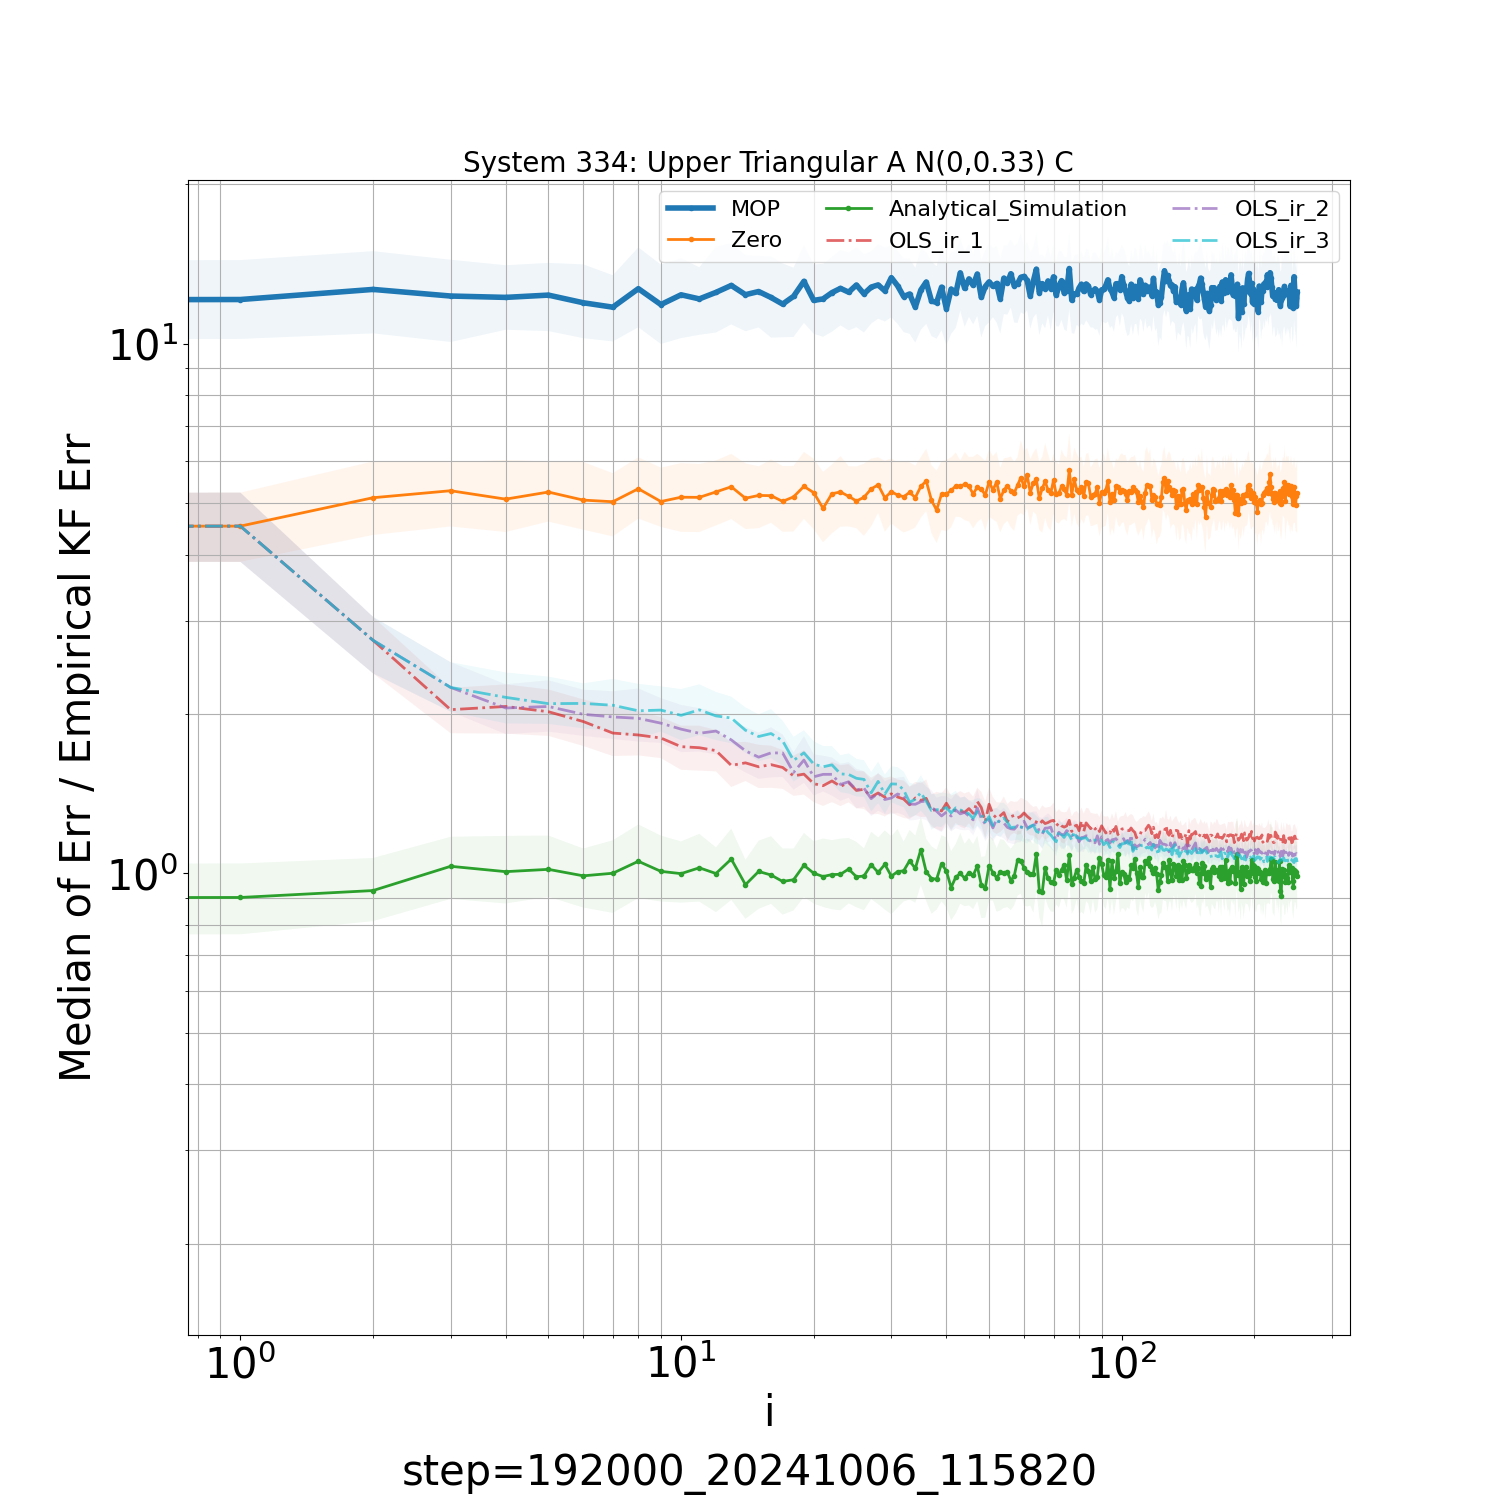 System 334: Upper Triangular A N(0,0.33) C
MOP
Zero
Analytical_Simulation
OLS_ir_1
OLS_ir_2
OLS_ir_3
Median of Err / Empirical KF Err
10¹
10⁰
10⁰ 10¹ 10²
i
step=192000_20241006_115820